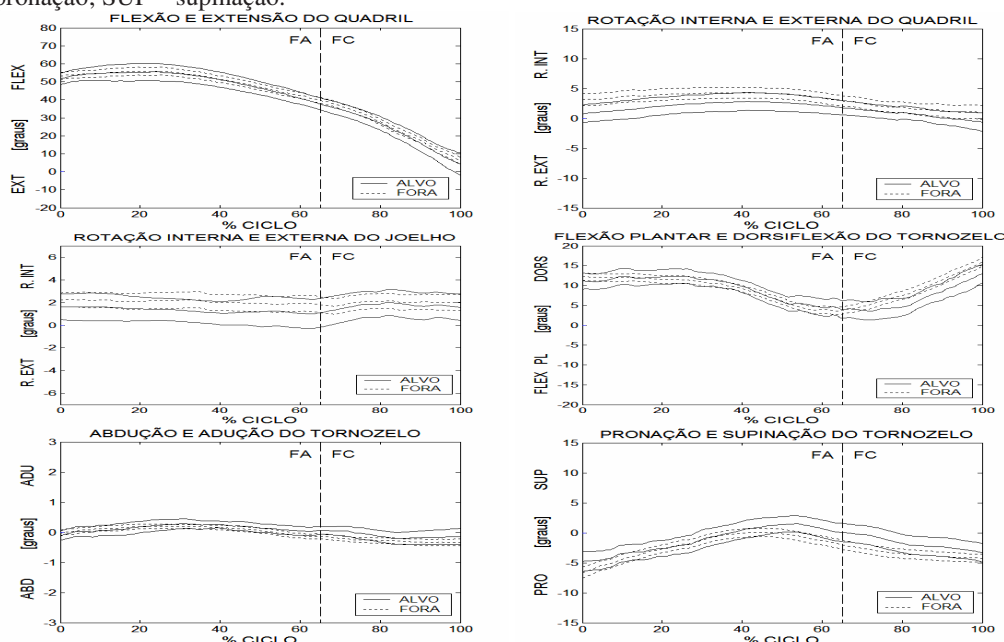 pronação; SUP – supinação.
FLEXÃO E EXTENSÃO DO QUADRIL
FA FC
EXT [graus] FLEX
80
70
60
50
40
30
20
10
0
-10
-20
0 20 40 60 80 100
% CICLO
ALVO
FORA
ROTAÇÃO INTERNA E EXTERNA DO QUADRIL
FA FC
R. EXT [graus] R. INT
15
10
5
0
-5
-10
-15
0 20 40 60 80 100
% CICLO
ALVO
FORA
ROTAÇÃO INTERNA E EXTERNA DO JOELHO
FA FC
R. EXT [graus] R. INT
6
4
2
0
-2
-4
-6
0 20 40 60 80 100
% CICLO
ALVO
FORA
FLEXÃO PLANTAR E DORSIFLEXÃO DO TORNOZELO
FA FC
FLEX PL [graus] DORS
20
15
10
5
0
-5
-10
-15
-20
0 20 40 60 80 100
% CICLO
ALVO
FORA
ABDUÇÃO E ADUÇÃO DO TORNOZELO
FA FC
ABD [graus] ADU
3
2
1
0
-1
-2
-3
0 20 40 60 80 100
% CICLO
ALVO
FORA
PRONAÇÃO E SUPINAÇÃO DO TORNOZELO
FA FC
PRO [graus] SUP
15
10
5
0
-5
-10
-15
0 20 40 60 80 100
% CICLO
ALVO
FORA